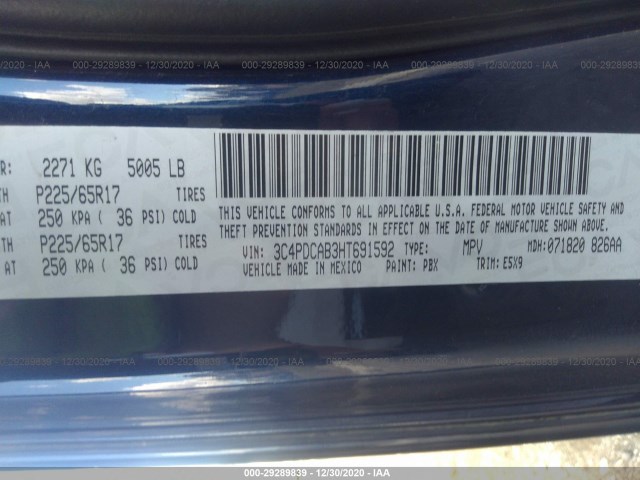 000-29289839 - 12/30/2020 - IAA
R: 2271 KG 5005 LB
TH P225/65R17 TIRES
AT 250 KPA ( 36 PSI) COLD
TH P225/65R17 TIRES
AT 250 KPA ( 36 PSI) COLD
THIS VEHICLE CONFORMS TO ALL APPLICABLE U.S.A. FEDERAL MOTOR VEHICLE SAFETY
THEFT PREVENTION STANDARDS IN EFFECT ON THE DATE OF MANUFACTURE SHOWN ABOVE
VIN: 3C4PDCAB3HT691592 TYPE: MPV MDH: 071820 826AA
VEHICLE MADE IN MEXICO PAINT: PBX TRIM: E5X9
000-29289839 - 12/30/2020 - IAA